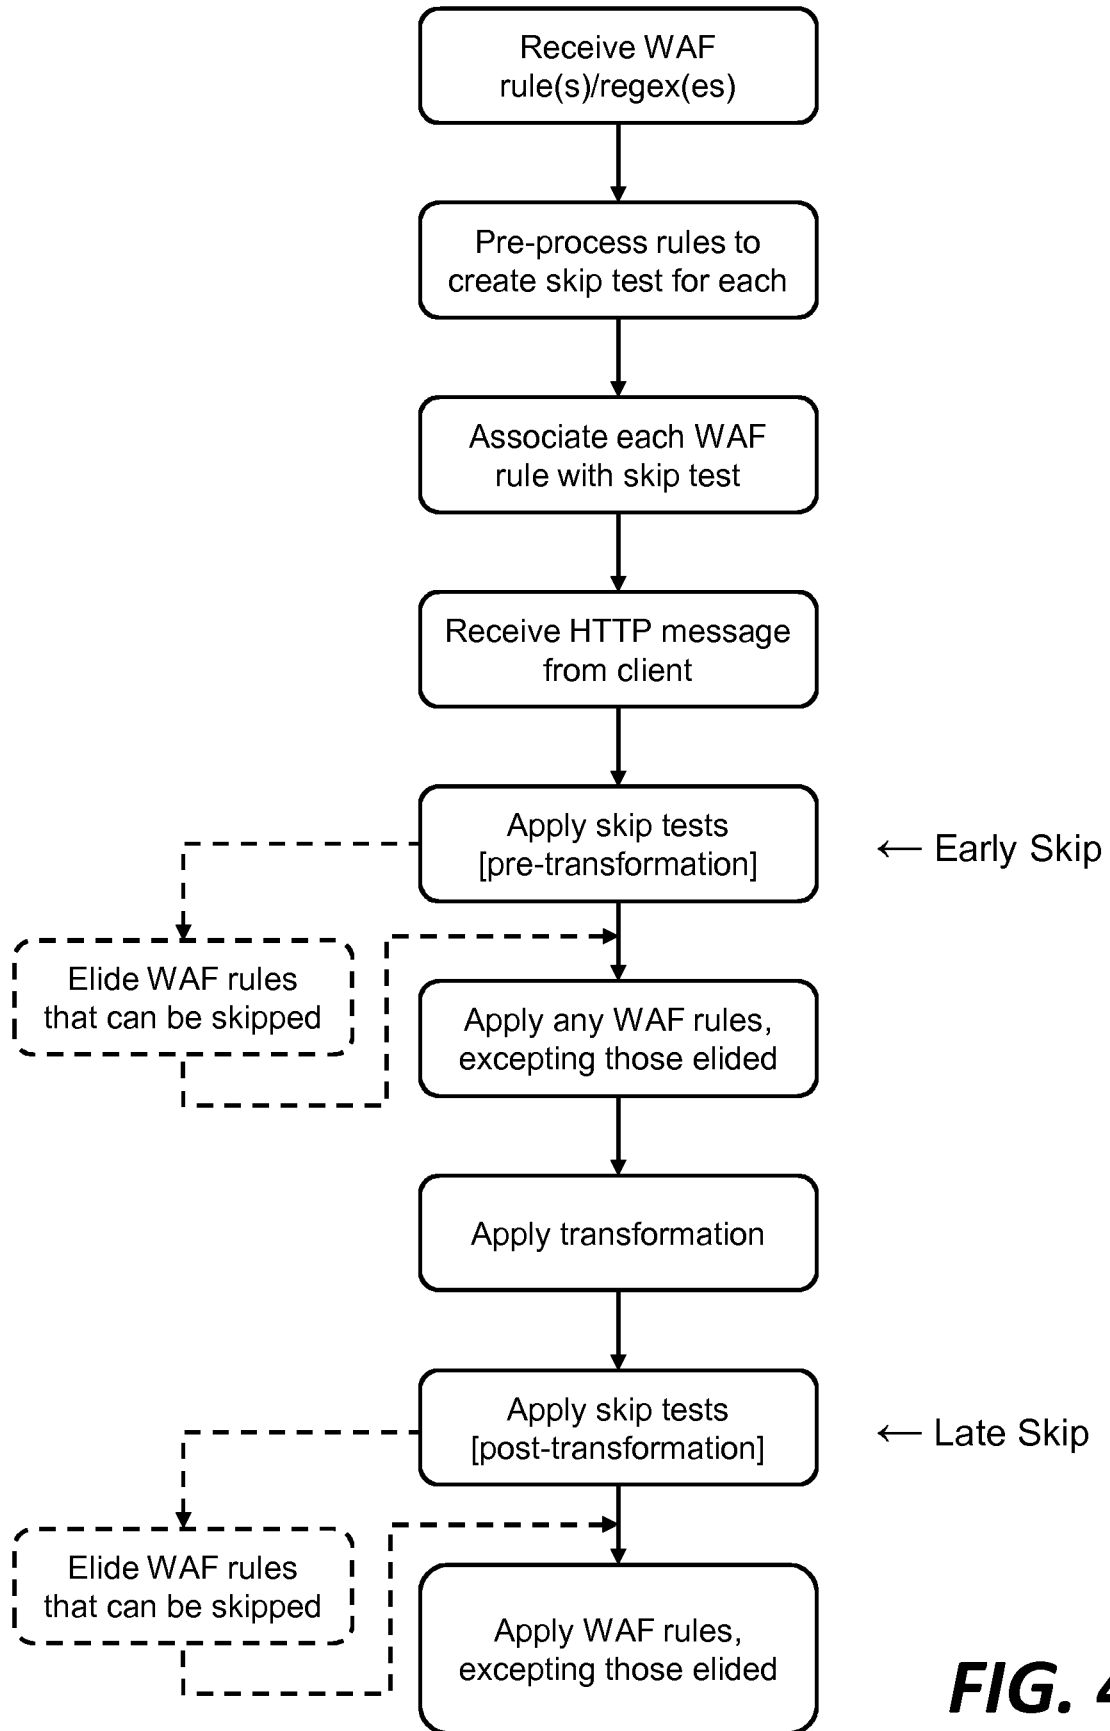 Receive WAF
rule(s)/regex(es)
Pre-process rules to
create skip test for each
Associate each WAF
rule with skip test
Receive HTTP message
from client
Apply skip tests
[pre-transformation]
← Early Skip
Elide WAF rules
that can be skipped
Apply any WAF rules,
excepting those elided
Apply transformation
Apply skip tests
[post-transformation]
← Late Skip
Elide WAF rules
that can be skipped
Apply WAF rules,
excepting those elided
FIG. 4